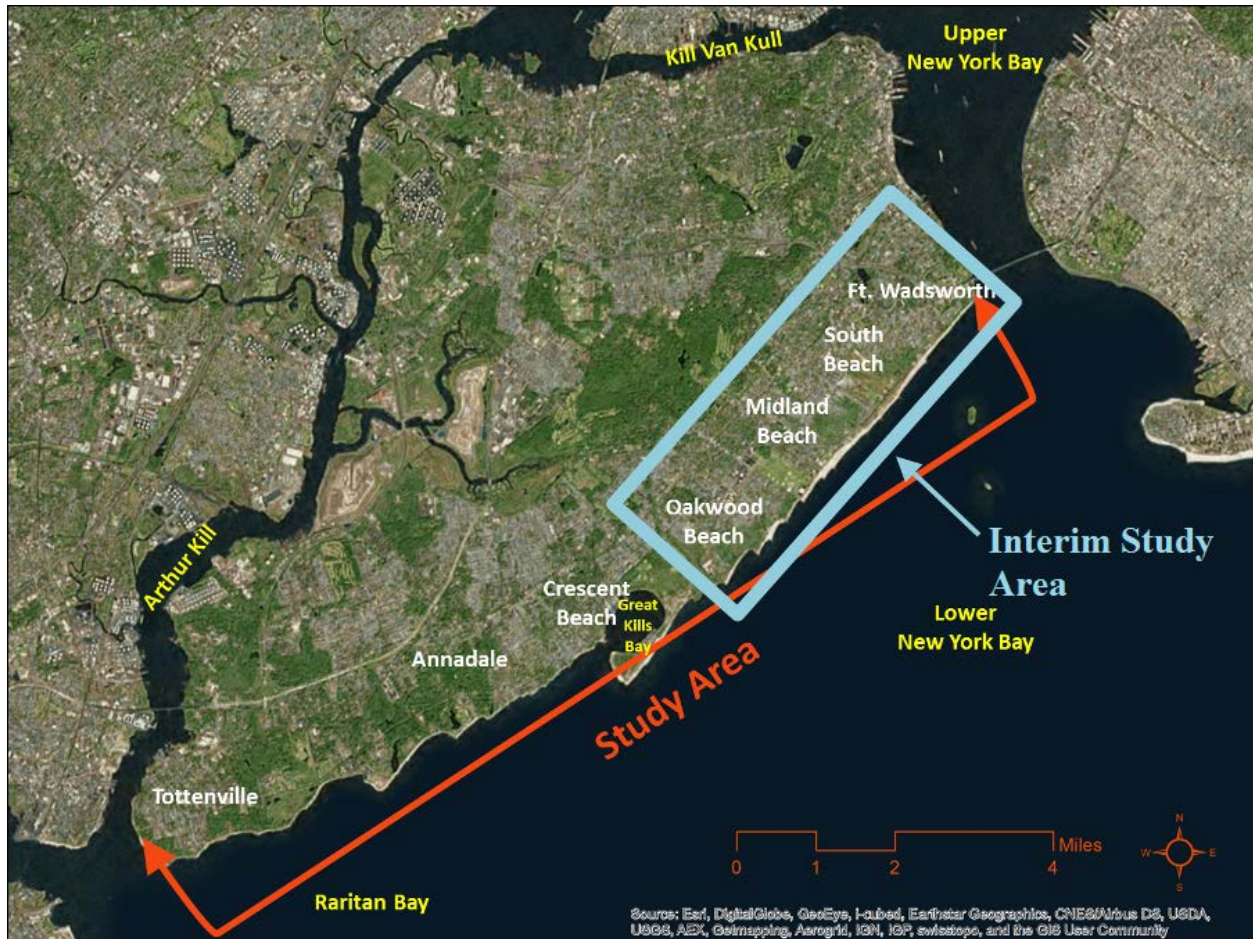 Kill Van Kull
Upper
New York Bay
Ft. Wadsworth
South
Beach
Midland
Beach
Oakwood
Beach
Interim Study
Area
Arthur Kill
Crescent
Beach
Great
Kills
Bay
Lower
New York Bay
Annadale
Study Area
Tottenville
Raritan Bay
0 1 2 4 Miles
N
W E
S
Source: Esri, DigitalGlobe, GeoEye, i-cubed, Earthstar Geographics, CNES/Airbus DS, USDA,
USGS, AEX, Getmapping, Aerogrid, IGN, IGP, swisstopo, and the GIS User Community